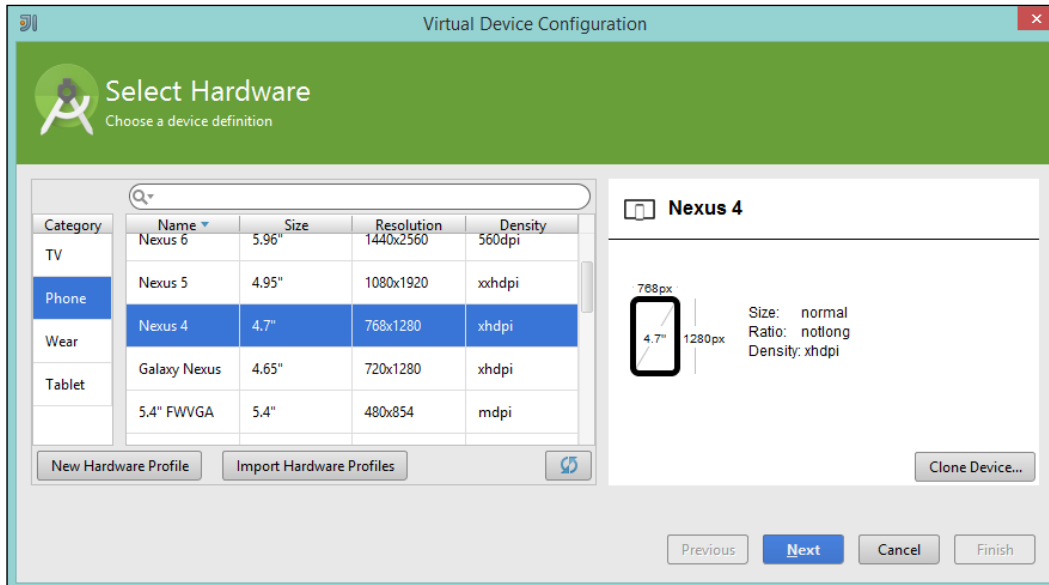 Virtual Device Configuration
Select Hardware
Choose a device definition
Category Name Size Resolution Density
TV
Phone
Wear
Tablet
Nexus 6 5.96" 1440x2560 560dpi
Nexus 5 4.95" 1080x1920 xxhdpi
Nexus 4 4.7" 768x1280 xhdpi
Galaxy Nexus 4.65" 720x1280 xhdpi
5.4" FWVGA 5.4" 480x854 mdpi
New Hardware Profile Import Hardware Profiles
Nexus 4
768px
4.7" 1280px
Size: normal
Ratio: notlong
Density: xhdpi
Clone Device...
Previous Next Cancel Finish